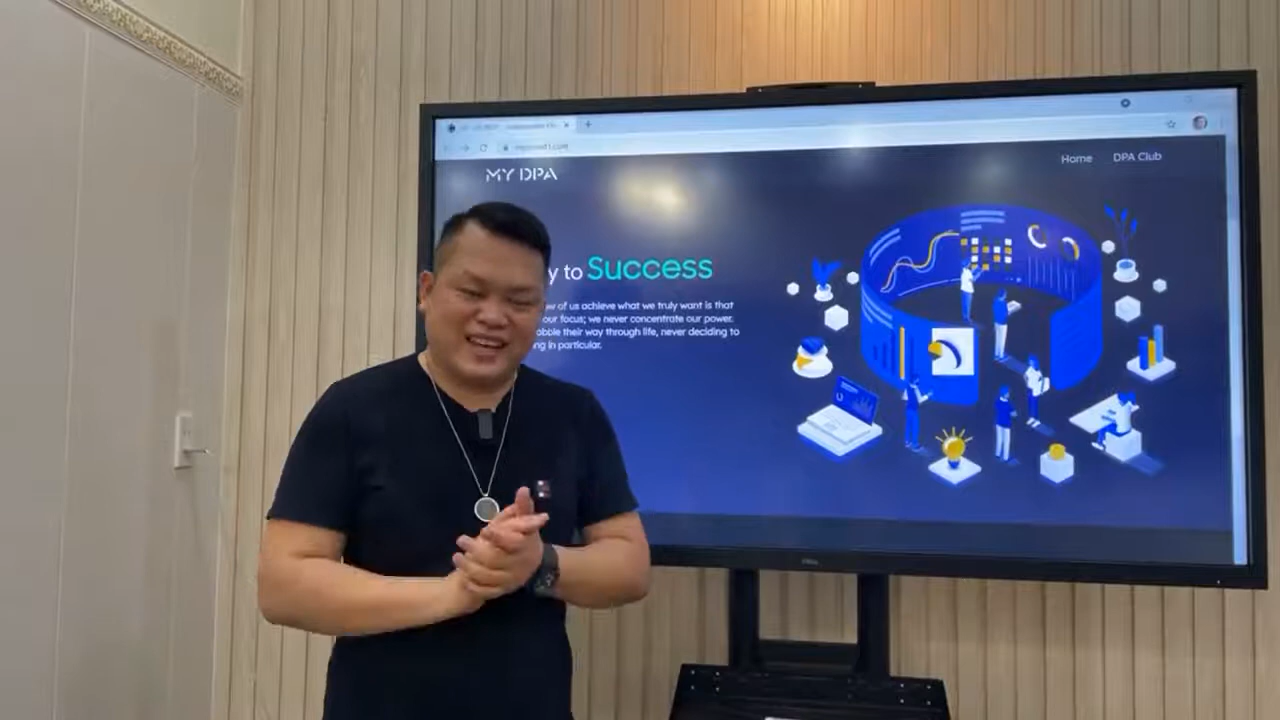 Home DPA Club
MY DPA
y to Success
w of us achieve what we truly want is that
our focus; we never concentrate our power.
bble their way through life, never deciding to
ng in particular.
DELL